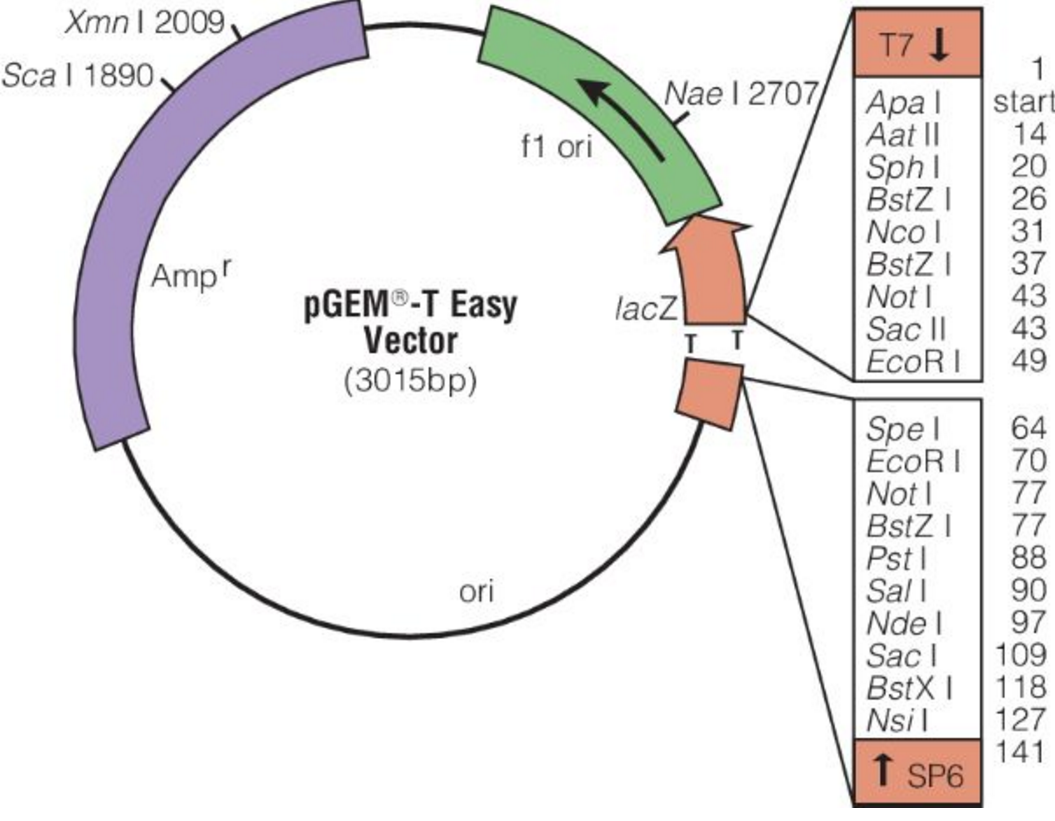 Xmn I 2009
Sca I 1890
Nae I 2707
f1 ori
Ampʳ
pGEM®-T Easy
Vector
(3015bp)
lacZ
T T
ori
T7 ↓
1
start
Apa I
Aat II 14
Sph I 20
BstZ I 26
Nco I 31
BstZ I 37
Not I 43
Sac II 43
EcoR I 49
Spe I 64
EcoR I 70
Not I 77
BstZ I 77
Pst I 88
Sal I 90
Nde I 97
Sac I 109
BstX I 118
Nsi I 127
141
↑ SP6